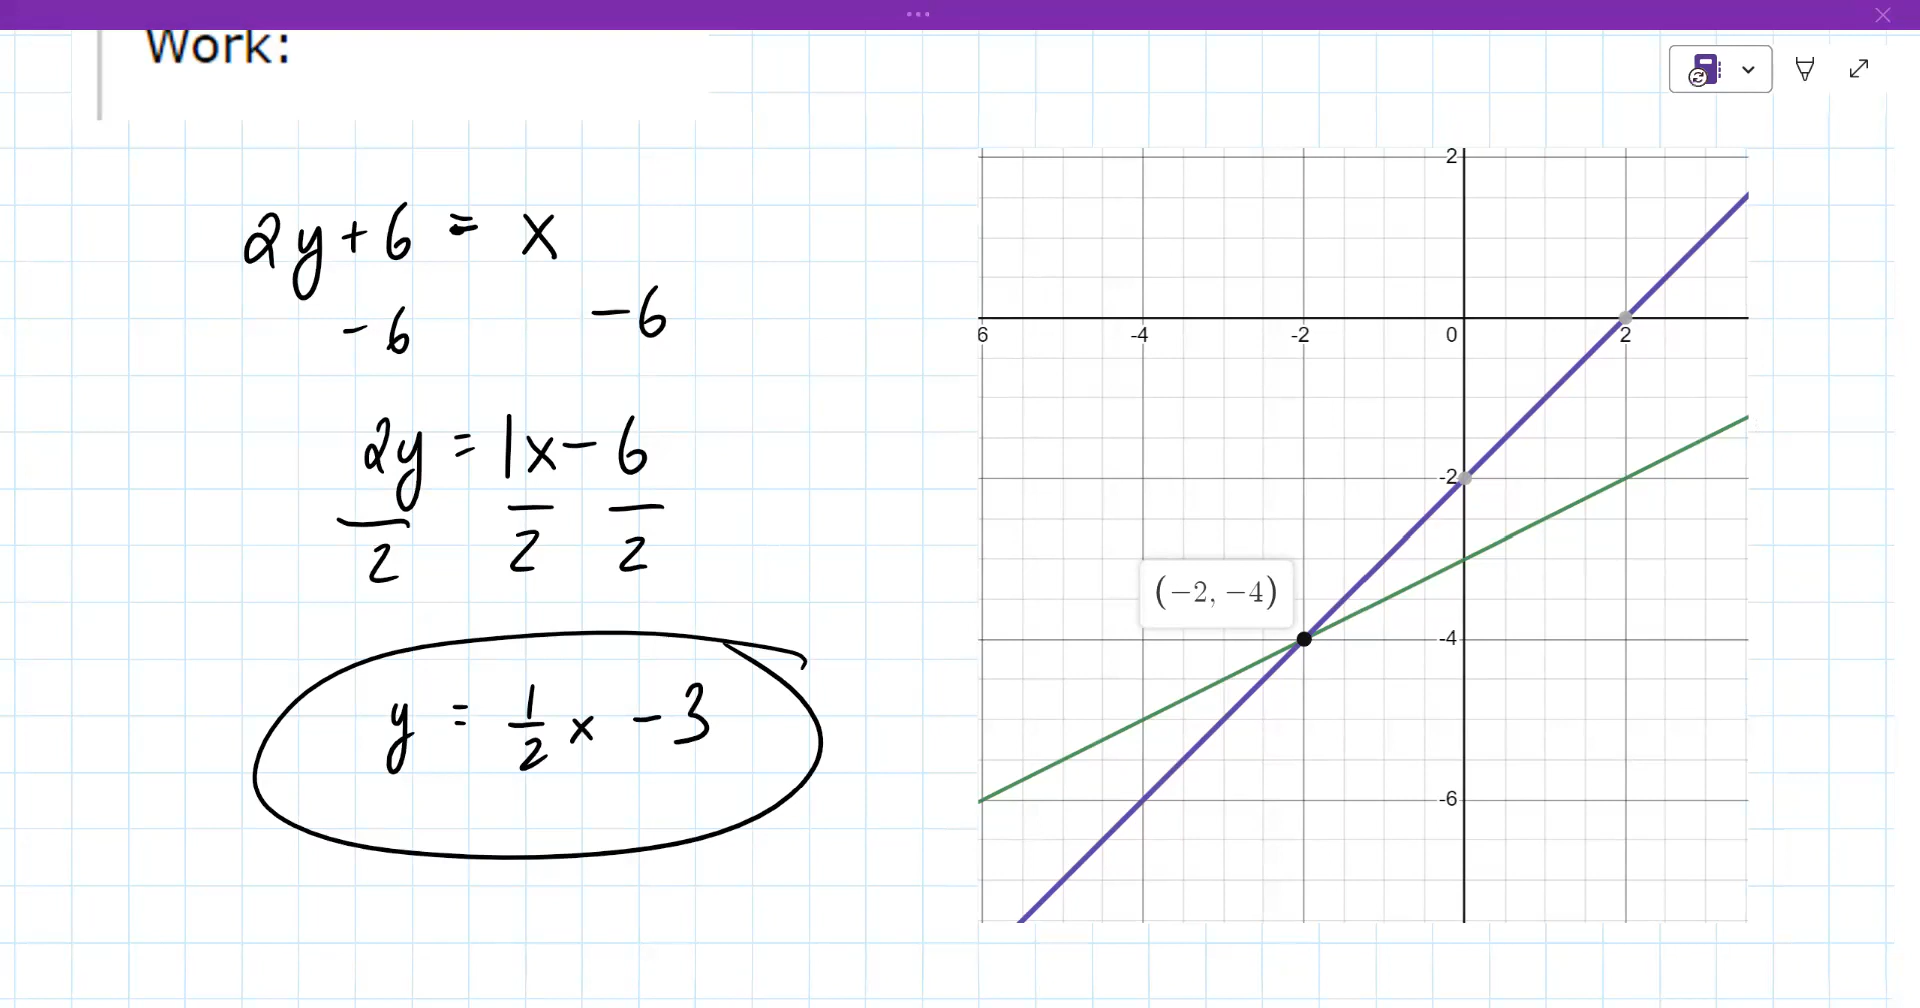 Work:
2y + 6 = x
- 6 - 6
2y = 1x - 6
2 2 2
y = 1/2 x - 3
2
6 -4 -2 0 2
-2
(−2, −4)
-4
-6